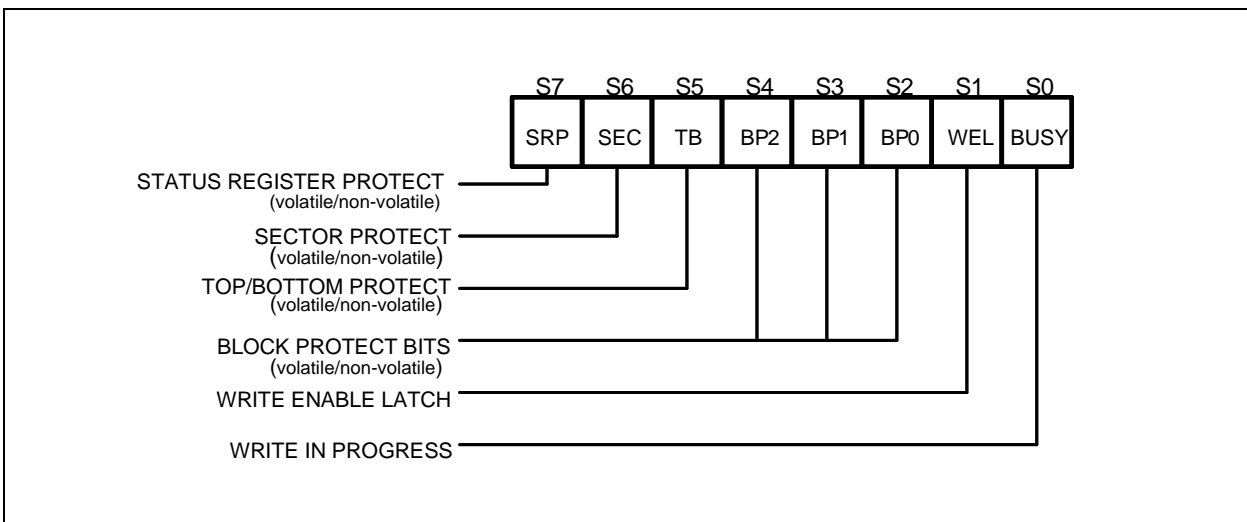 S7 S6 S5 S4 S3 S2 S1 S0
SRP SEC TB BP2 BP1 BP0 WEL BUSY
STATUS REGISTER PROTECT
(volatile/non-volatile)
SECTOR PROTECT
(volatile/non-volatile)
TOP/BOTTOM PROTECT
(volatile/non-volatile)
BLOCK PROTECT BITS
(volatile/non-volatile)
WRITE ENABLE LATCH
WRITE IN PROGRESS